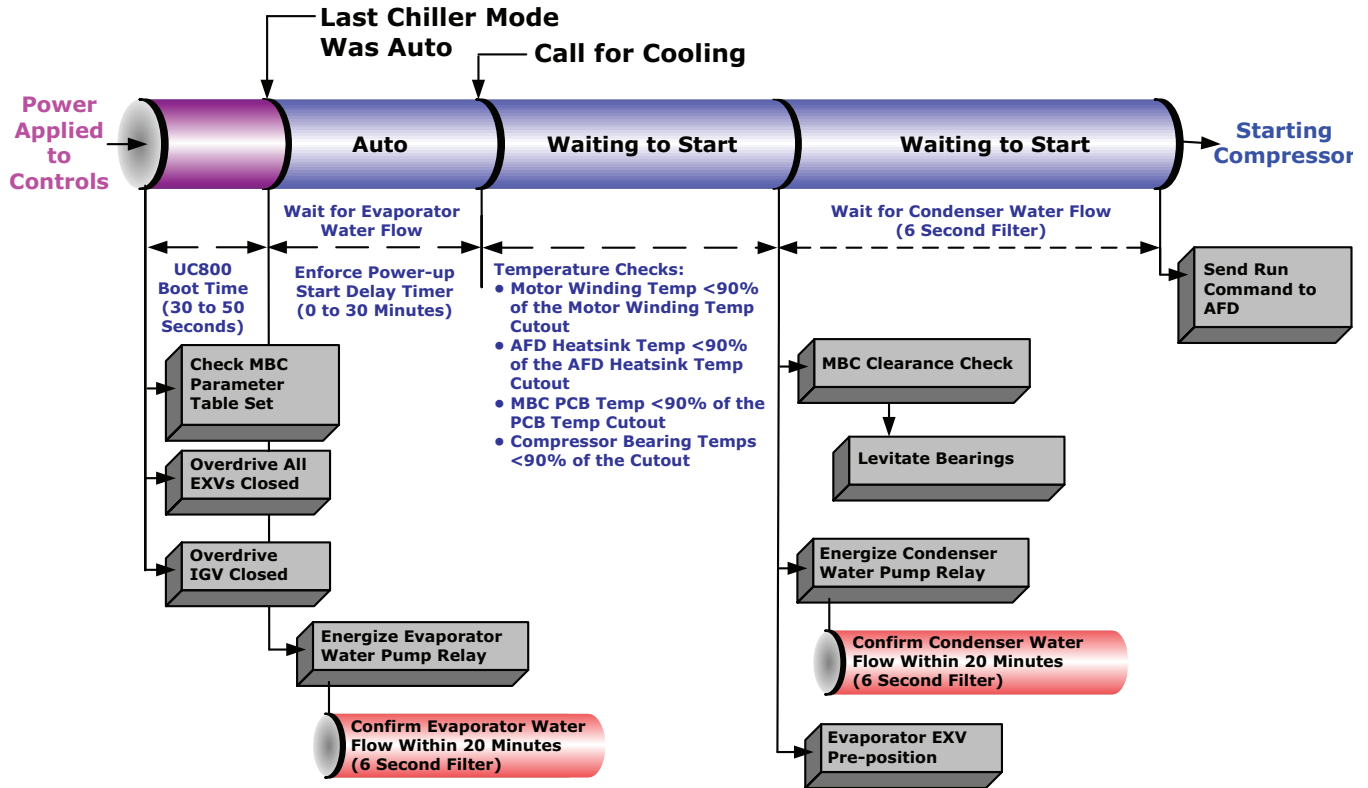 Last Chiller Mode
Was Auto
Call for Cooling
Power
Applied
to
Controls
Auto
Waiting to Start
Waiting to Start
Starting
Compressor
Wait for Evaporator
Water Flow
Wait for Condenser Water Flow
(6 Second Filter)
UC800
Boot Time
(30 to 50
Seconds)
Enforce Power-up
Start Delay Timer
(0 to 30 Minutes)
Temperature Checks:
• Motor Winding Temp <90%
of the Motor Winding Temp
Cutout
• AFD Heatsink Temp <90%
of the AFD Heatsink Temp
Cutout
• MBC PCB Temp <90% of the
PCB Temp Cutout
• Compressor Bearing Temps
<90% of the Cutout
Send Run
Command to
AFD
Check MBC
Parameter
Table Set
Overdrive All
EXVs Closed
Overdrive
IGV Closed
Energize Evaporator
Water Pump Relay
Confirm Evaporator Water
Flow Within 20 Minutes
(6 Second Filter)
MBC Clearance Check
Levitate Bearings
Energize Condenser
Water Pump Relay
Confirm Condenser Water
Flow Within 20 Minutes
(6 Second Filter)
Evaporator EXV
Pre-position